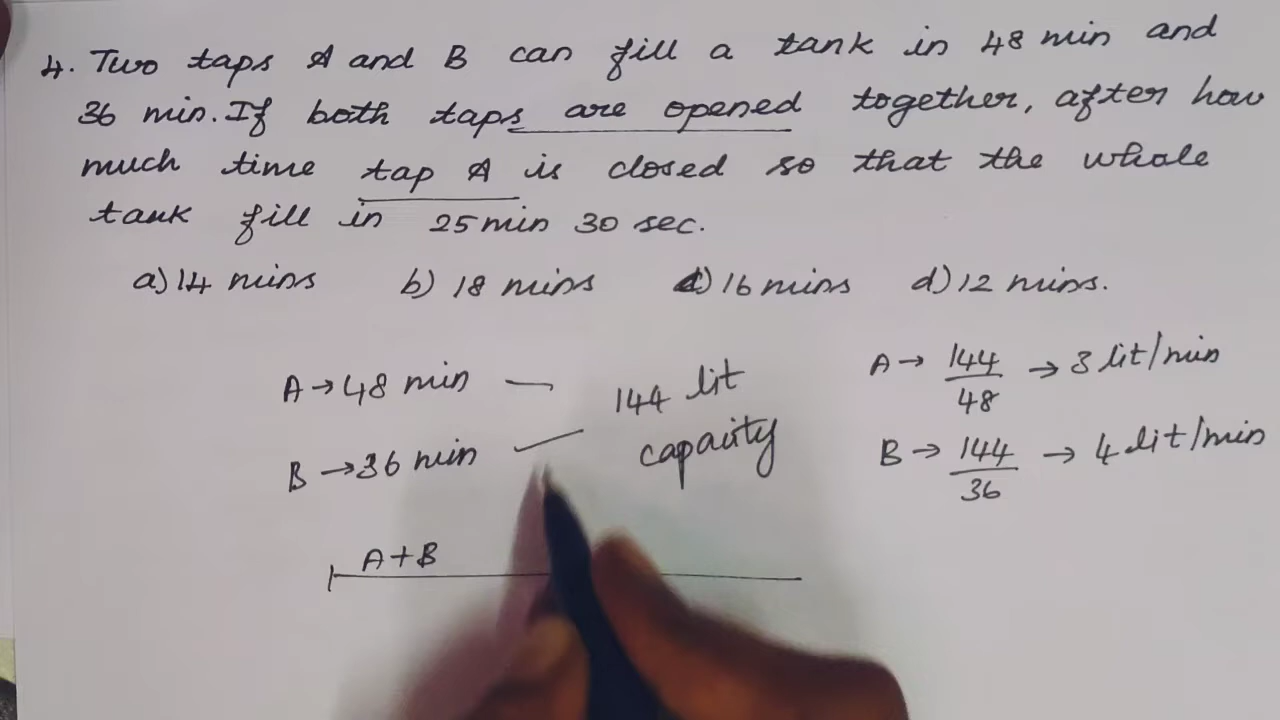 4. Two taps A and B can fill a tank in 48 min and
36 min. If both taps are opened together, after how
much time tap A is closed so that the whole
tank fill in 25 min 30 sec.
a) 14 mins b) 18 mins c) 16 mins d) 12 mins.
A → 48 min — 144 lit capacity
B → 36 min —
A → 144/48 → 3 lit/min
B → 144/36 → 4 lit/min
A+B